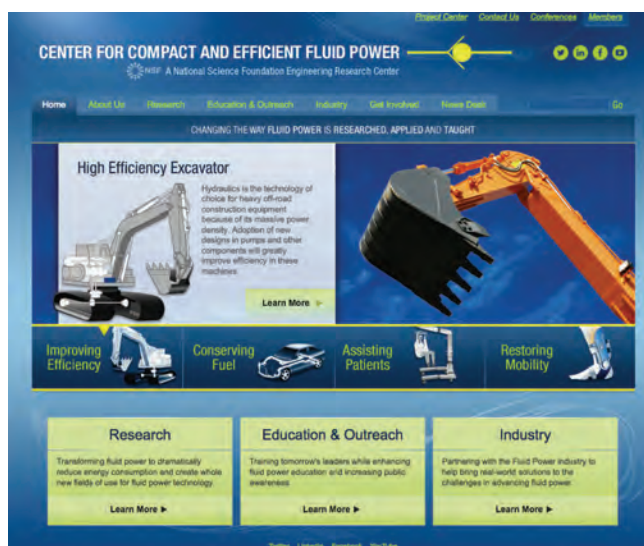 Project Center Contact Us Conferences Members
CENTER FOR COMPACT AND EFFICIENT FLUID POWER
NSF A National Science Foundation Engineering Research Center
Home About Us Research Education & Outreach Industry Get Involved News Desk Go
CHANGING THE WAY FLUID POWER IS RESEARCHED, APPLIED AND TAUGHT
High Efficiency Excavator
Hydraulics is the technology of
choice for heavy off-road
construction equipment
because of its massive power
density. Adoption of new
designs in pumps and other
components will greatly
improve efficiency in these
machines.
Learn More
Improving
Efficiency
Conserving
Fuel
Assisting
Patients
Restoring
Mobility
Research
Transforming fluid power to dramatically
reduce energy consumption and create whole
new fields of use for fluid power technology.
Learn More
Education & Outreach
Training tomorrow's leaders while enhancing
fluid power education and increasing public
awareness.
Learn More
Industry
Partnering with the Fluid Power industry to
help bring real-world solutions to the
challenges in advancing fluid power.
Learn More